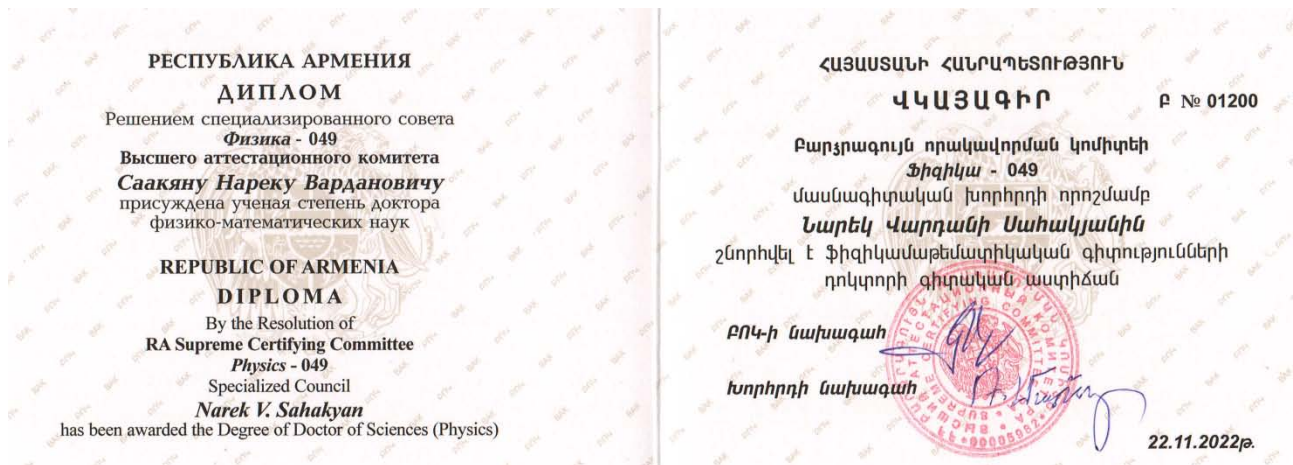 РЕСПУБЛИКА АРМЕНИЯ
ДИПЛОМ
Решением специализированного совета
Физика - 049
Высшего аттестационного комитета
Саакяну Нареку Вардановичу
присуждена ученая степень доктора
физико-математических наук
REPUBLIC OF ARMENIA
DIPLOMA
By the Resolution of
RA Supreme Certifying Committee
Physics - 049
Specialized Council
Narek V. Sahakyan
has been awarded the Degree of Doctor of Sciences (Physics)
ՀԱՅԱՍՏԱՆԻ ՀԱՆՐԱՊԵՏՈՒԹՅՈՒՆ
ՎԿԱՅԱԳԻՐ
Բ № 01200
Բարձրագույն որակավորման կոմիտեի
Ֆիզիկա - 049
մասնագիտական խորհրդի որոշմամբ
Նարեկ Վարդանի Սահակյանին
շնորհվել է ֆիզիկամաթեմատիկական գիտությունների
դոկտորի գիտական աստիճան
ԲՈԿ-ի նախագահ
Խորհրդի նախագահ
22.11.2022թ.